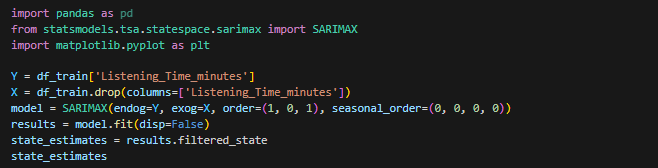 import pandas as pd
from statsmodels.tsa.statespace.sarimax import SARIMAX
import matplotlib.pyplot as plt
Y = df_train['Listening_Time_minutes']
X = df_train.drop(columns=['Listening_Time_minutes'])
model = SARIMAX(endog=Y, exog=X, order=(1, 0, 1), seasonal_order=(0, 0, 0, 0))
results = model.fit(disp=False)
state_estimates = results.filtered_state
state_estimates